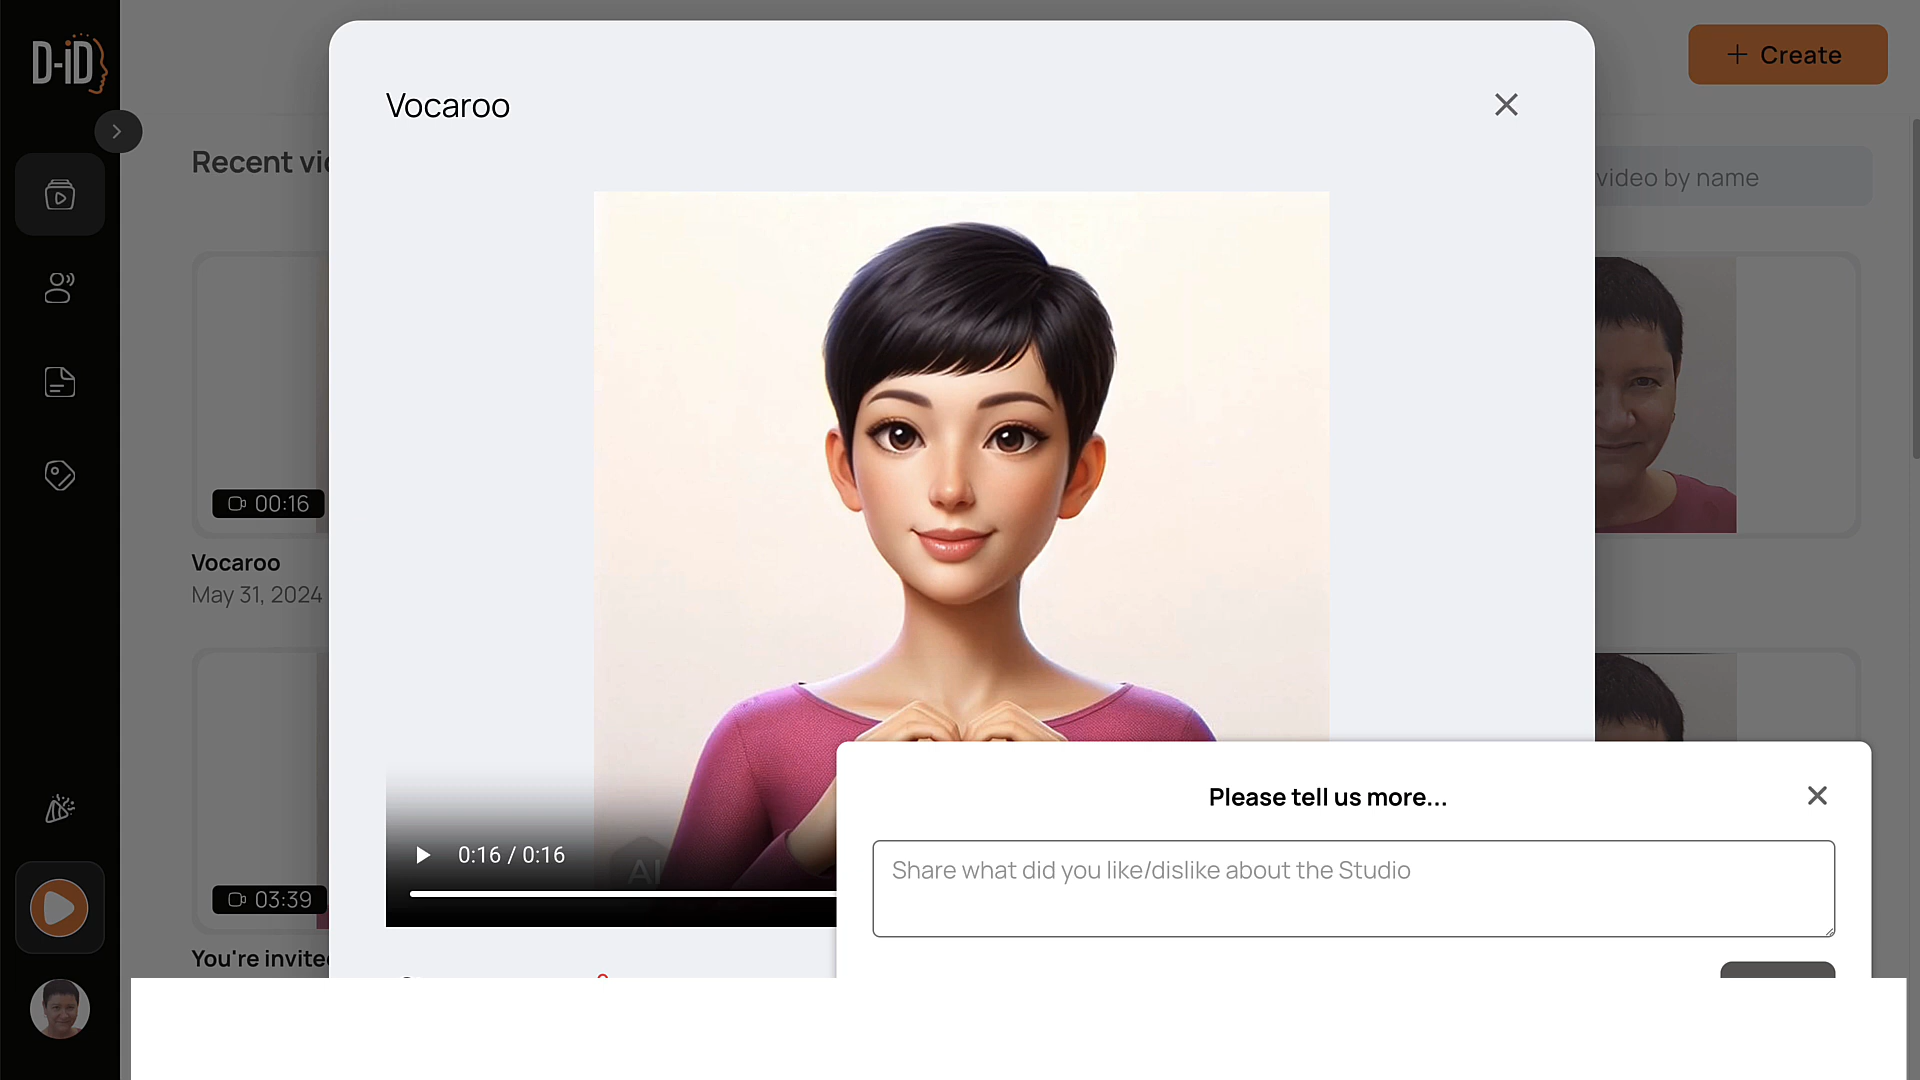 D-iD
+ Create
Vocaroo
Recent vi
video by name
00:16
Vocaroo
May 31, 2024
Please tell us more...
Share what did you like/dislike about the Studio
0:16 / 0:16
AI
03:39
You're invite